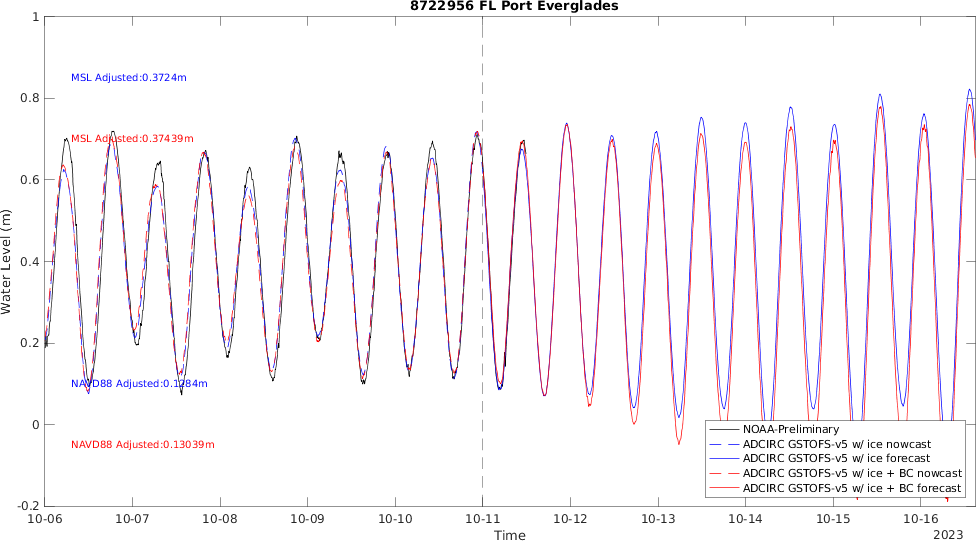 8722956 FL Port Everglades
1
0.8
0.6
0.4
0.2
0
-0.2
Water Level (m)
MSL Adjusted:0.3724m
MSL Adjusted:0.37439m
NAVD88 Adjusted:0.1284m
NAVD88 Adjusted:0.13039m
NOAA-Preliminary
ADCIRC GSTOFS-v5 w/ ice nowcast
ADCIRC GSTOFS-v5 w/ ice forecast
ADCIRC GSTOFS-v5 w/ ice + BC nowcast
ADCIRC GSTOFS-v5 w/ ice + BC forecast
10-06 10-07 10-08 10-09 10-10 10-11 10-12 10-13 10-14 10-15 10-16
Time
2023